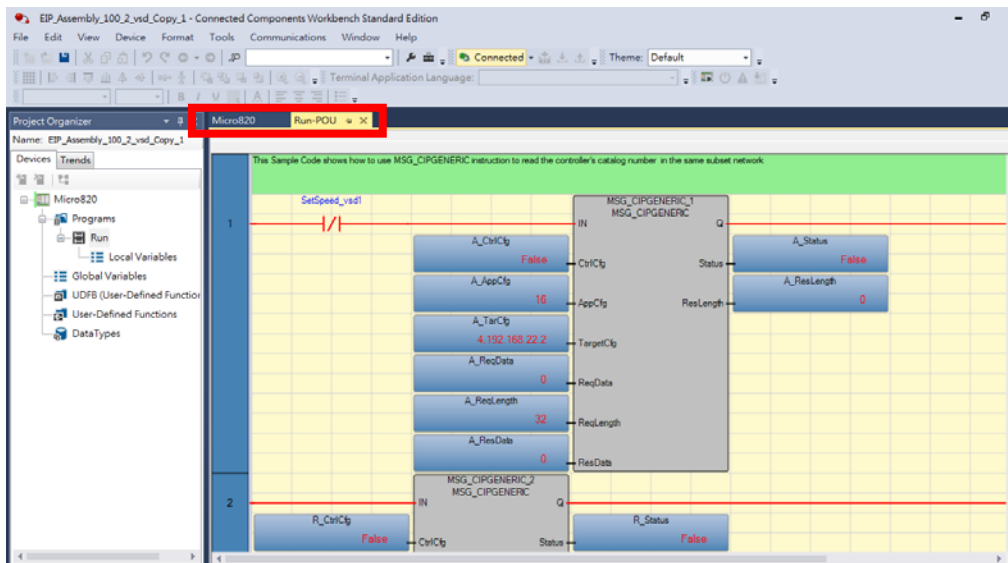 EIP_Assembly_100_2_vsd_Copy_1 - Connected Components Workbench Standard Edition
File Edit View Device Format Tools Communications Window Help
Connected Theme: Default
Terminal Application Language:
B I U A
Project Organizer Micro820 Run-POU
Name: EIP_Assembly_100_2_vsd_Copy_1
Devices Trends
This Sample Code shows how to use MSG_CIPGENERIC instruction to read the controller's catalog number in the same subset network
Micro820
Programs
Run
Local Variables
Global Variables
UDFB (User-Defined Function
User-Defined Functions
DataTypes
1
SetSpeed_vsd1
MSG_CIPGENERIC_1
MSG_CIPGENERIC
IN Q
A_CtrlCfg A_Status
False CtrlCfg Status False
A_AppCfg A_ResLength
16 AppCfg ResLength 0
A_TarCfg
4,192.168.22.2 TargetCfg
A_ReqData
0 ReqData
A_ReqLength
32 ReqLength
A_ResData
0 ResData
2
MSG_CIPGENERIC_2
MSG_CIPGENERIC
IN Q
R_CtrlCfg R_Status
False CtrlCfg Status False